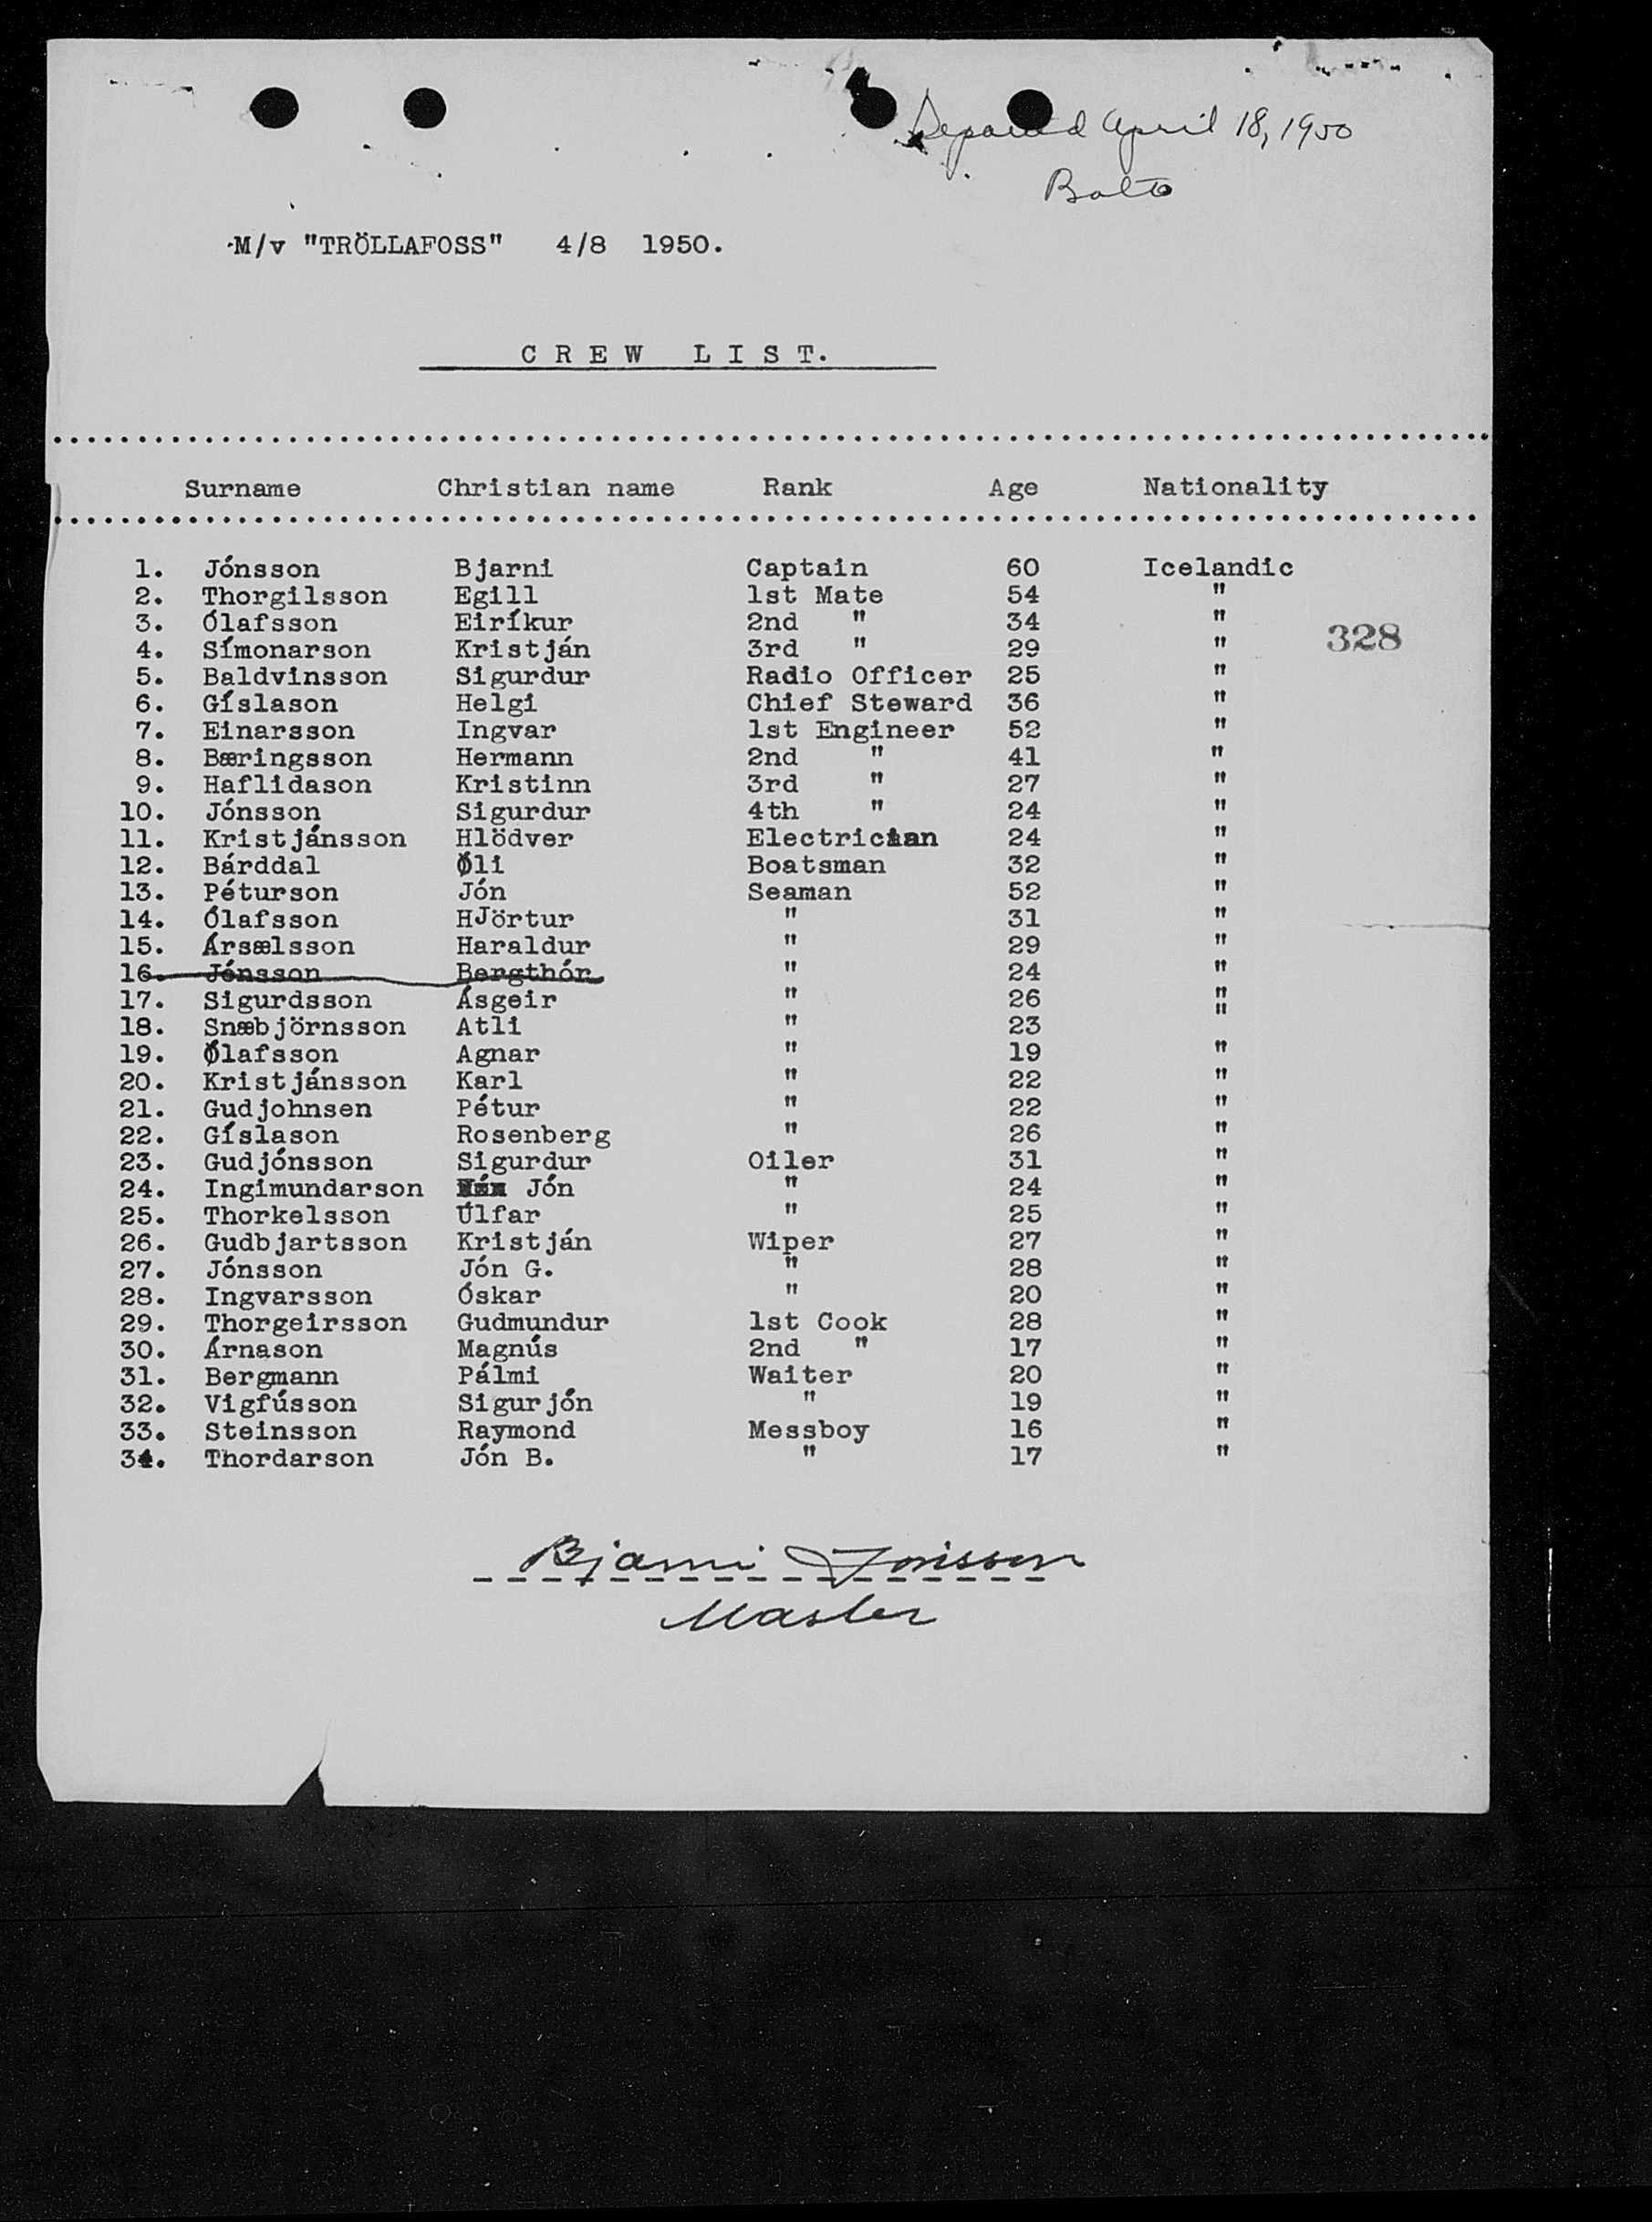 Departed April 18, 1950
Balto
M/v "TRÖLLAFOSS" 4/8 1950.
CREW LIST.
Surname Christian name Rank Age Nationality
1. Jónsson Bjarni Captain 60 Icelandic
2. Thorgilsson Egill 1st Mate 54 "
3. Ólafsson Eiríkur 2nd " 34 "
328
4. Símonarson Kristján 3rd " 29 "
5. Baldvinsson Sigurdur Radio Officer 25 "
6. Gíslason Helgi Chief Steward 36 "
7. Einarsson Ingvar 1st Engineer 52 "
8. Bæringsson Hermann 2nd " 41 "
9. Haflidason Kristinn 3rd " 27 "
10. Jónsson Sigurdur 4th " 24 "
11. Kristjánsson Hlödver Electrician 24 "
12. Bárddal Óli Boatsman 32 "
13. Péturson Jón Seaman 52 "
14. Ólafsson HJörtur " 31 "
15. Ársælsson Haraldur " 29 "
16. Jónsson Bergthór " 24 "
17. Sigurdsson Ásgeir " 26 "
18. Snæbjörnsson Atli " 23 "
19. Ólafsson Agnar " 19 "
20. Kristjánsson Karl " 22 "
21. Gudjohnsen Pétur " 22 "
22. Gíslason Rosenberg " 26 "
23. Gudjónsson Sigurdur Oiler 31 "
24. Ingimundarson Jón " 24 "
25. Thorkelsson Úlfar " 25 "
26. Gudbjartsson Kristján Wiper 27 "
27. Jónsson Jón G. " 28 "
28. Ingvarsson Óskar " 20 "
29. Thorgeirsson Gudmundur 1st Cook 28 "
30. Árnason Magnús 2nd " 17 "
31. Bergmann Pálmi Waiter 20 "
32. Vigfússon Sigurjón " 19 "
33. Steinsson Raymond Messboy 16 "
34. Thordarson Jón B. " 17 "
Bjarni Jónsson
Master